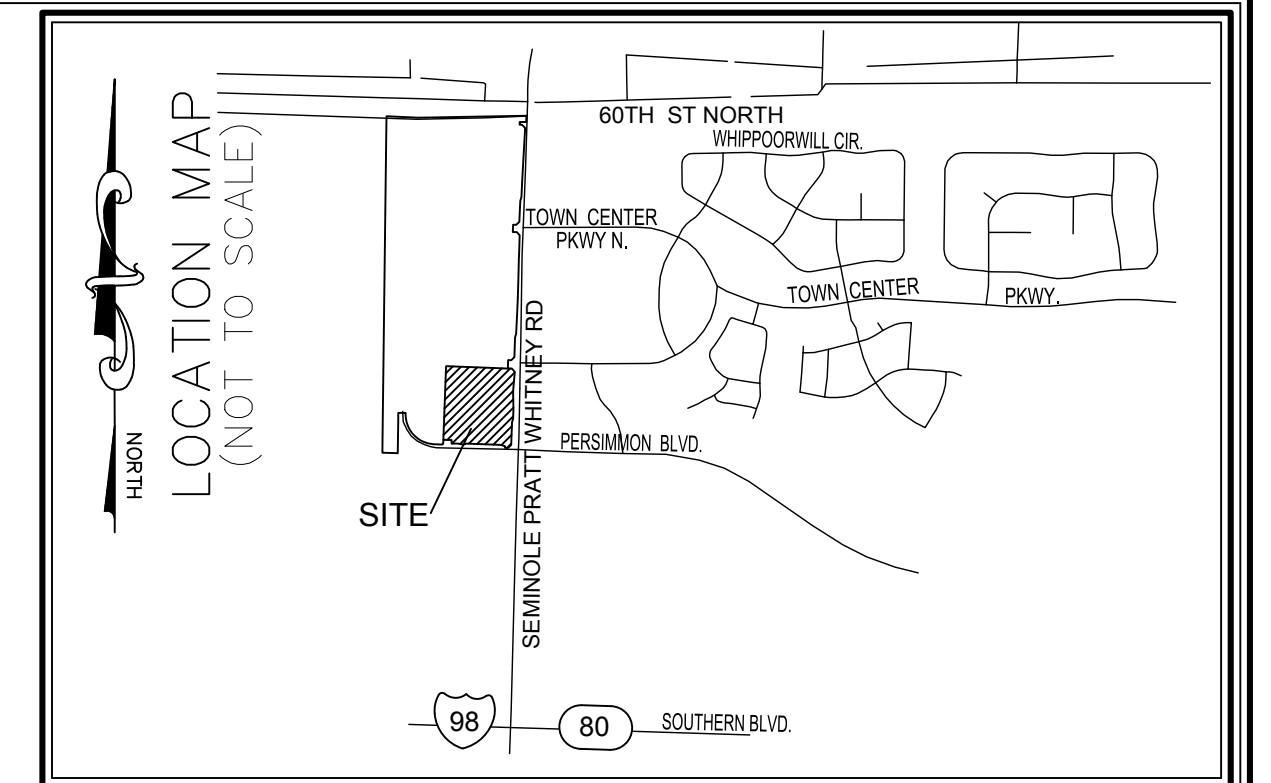 LOCATION MAP
(NOT TO SCALE)
NORTH
60TH ST NORTH
WHIPPOORWILL CIR.
TOWN CENTER
PKWY N.
TOWN CENTER
PKWY.
SEMINOLE PRATT WHITNEY RD
PERSIMMON BLVD.
SITE
98
80
SOUTHERN BLVD.